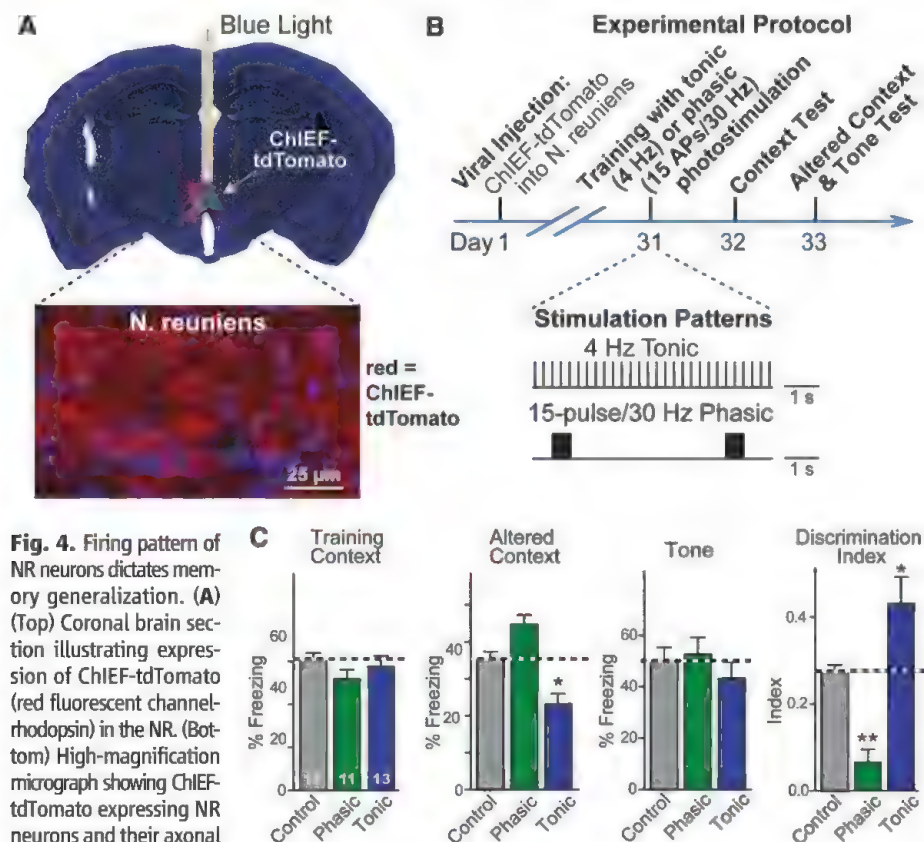 A
Blue Light
ChIEF-
tdTomato
N. reuniens
25 µm
red =
ChIEF-
tdTomato
B
Experimental Protocol
Viral Injection:
ChIEF-tdTomato
into N. reuniens
Training with tonic
(4 Hz) or phasic
(15 APs/30 Hz)
photostimulation
Context Test
Altered Context
& Tone Test
Day 1
31
32
33
Stimulation Patterns
4 Hz Tonic
1 s
15-pulse/30 Hz Phasic
1 s
Fig. 4. Firing pattern of
NR neurons dictates mem-
ory generalization. (A)
(Top) Coronal brain sec-
tion illustrating expres-
sion of ChIEF-tdTomato
(red fluorescent channel-
rhodopsin) in the NR. (Bot-
tom) High-magnification
micrograph showing ChIEF-
tdTomato expressing NR
neurons and their axonal
C
Training
Context
% Freezing
60
40
20
0
11
13
Control
Phasic
Tonic
Altered
Context
% Freezing
40
20
0
*
Control
Phasic
Tonic
Tone
% Freezing
60
40
20
0
Control
Phasic
Tonic
Discrimination
Index
Index
0.4
0.2
0.0
**
*
Control
Phasic
Tonic